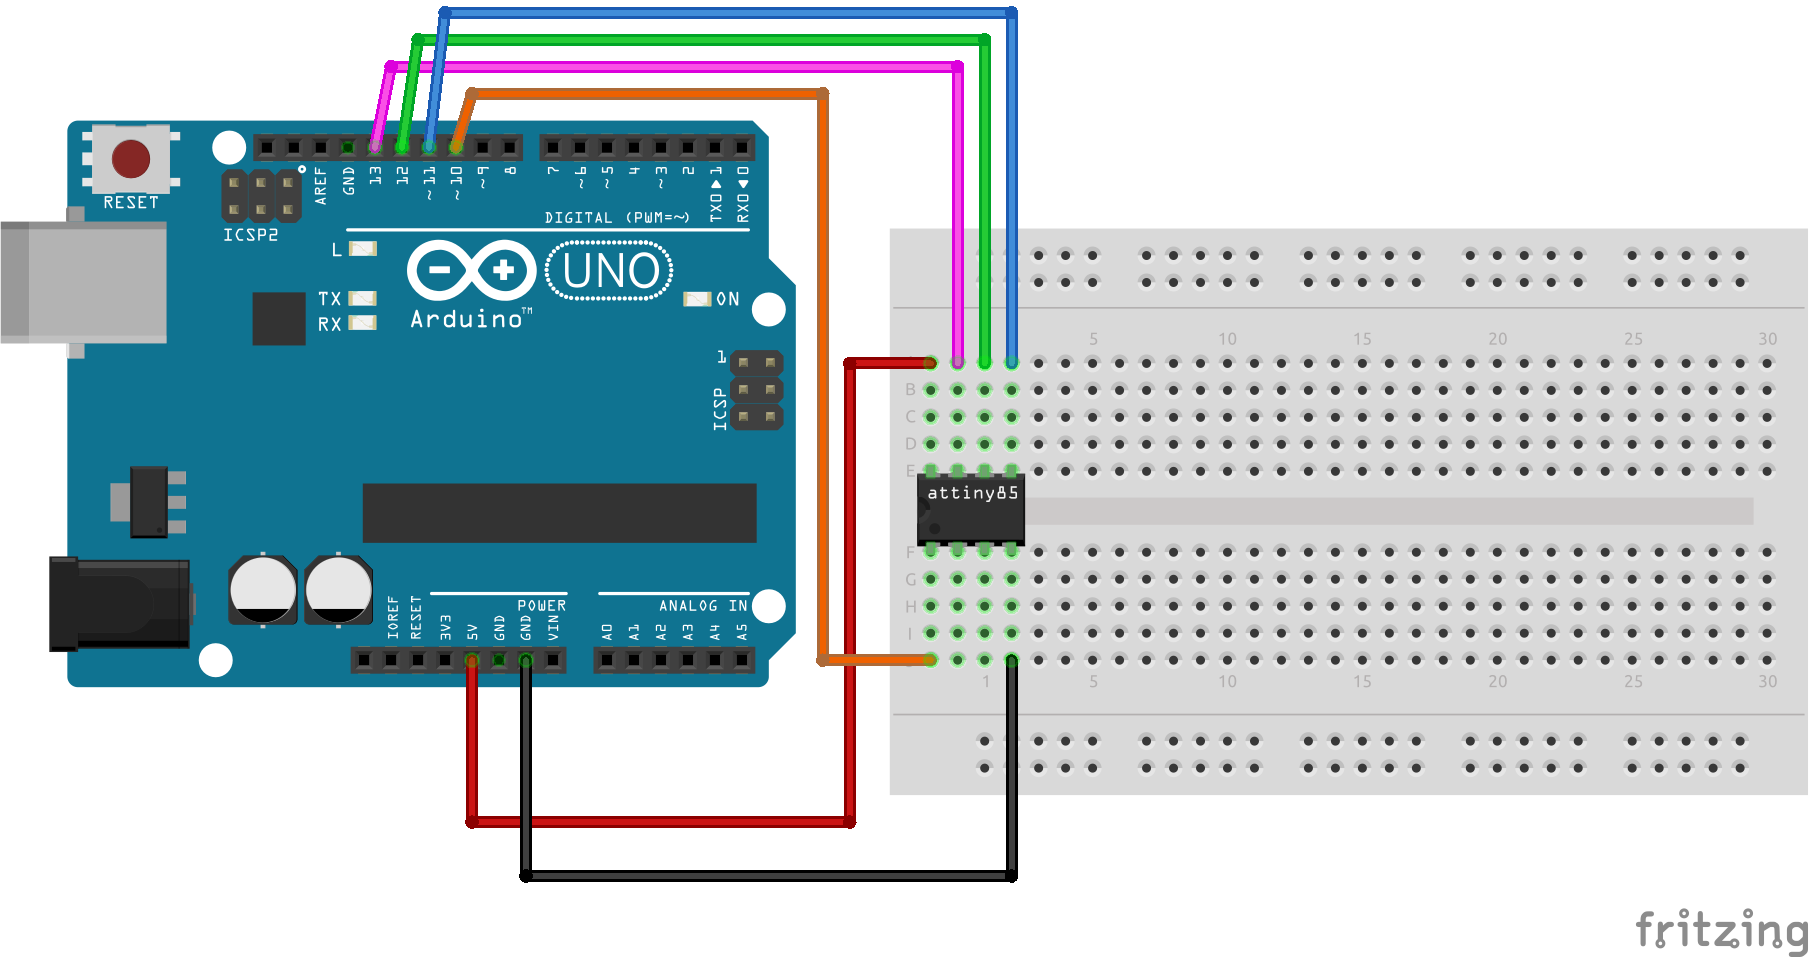 RESET
ICSP2
AREF
GND
13
12
~11
~10
~9
8
7
~6
~5
4
~3
2
TX0▶1
RX0◀0
DIGITAL (PWM=~)
L
TX
RX
UNO
ON
Arduino™
1
ICSP
IOREF
RESET
3V3
5V
GND
GND
VIN
POWER
ANALOG IN
A0
A1
A2
A3
A4
A5
5 10 15 20 25 30
B
C
D
E
attiny85
F
G
H
I
1 5 10 15 20 25 30
fritzing